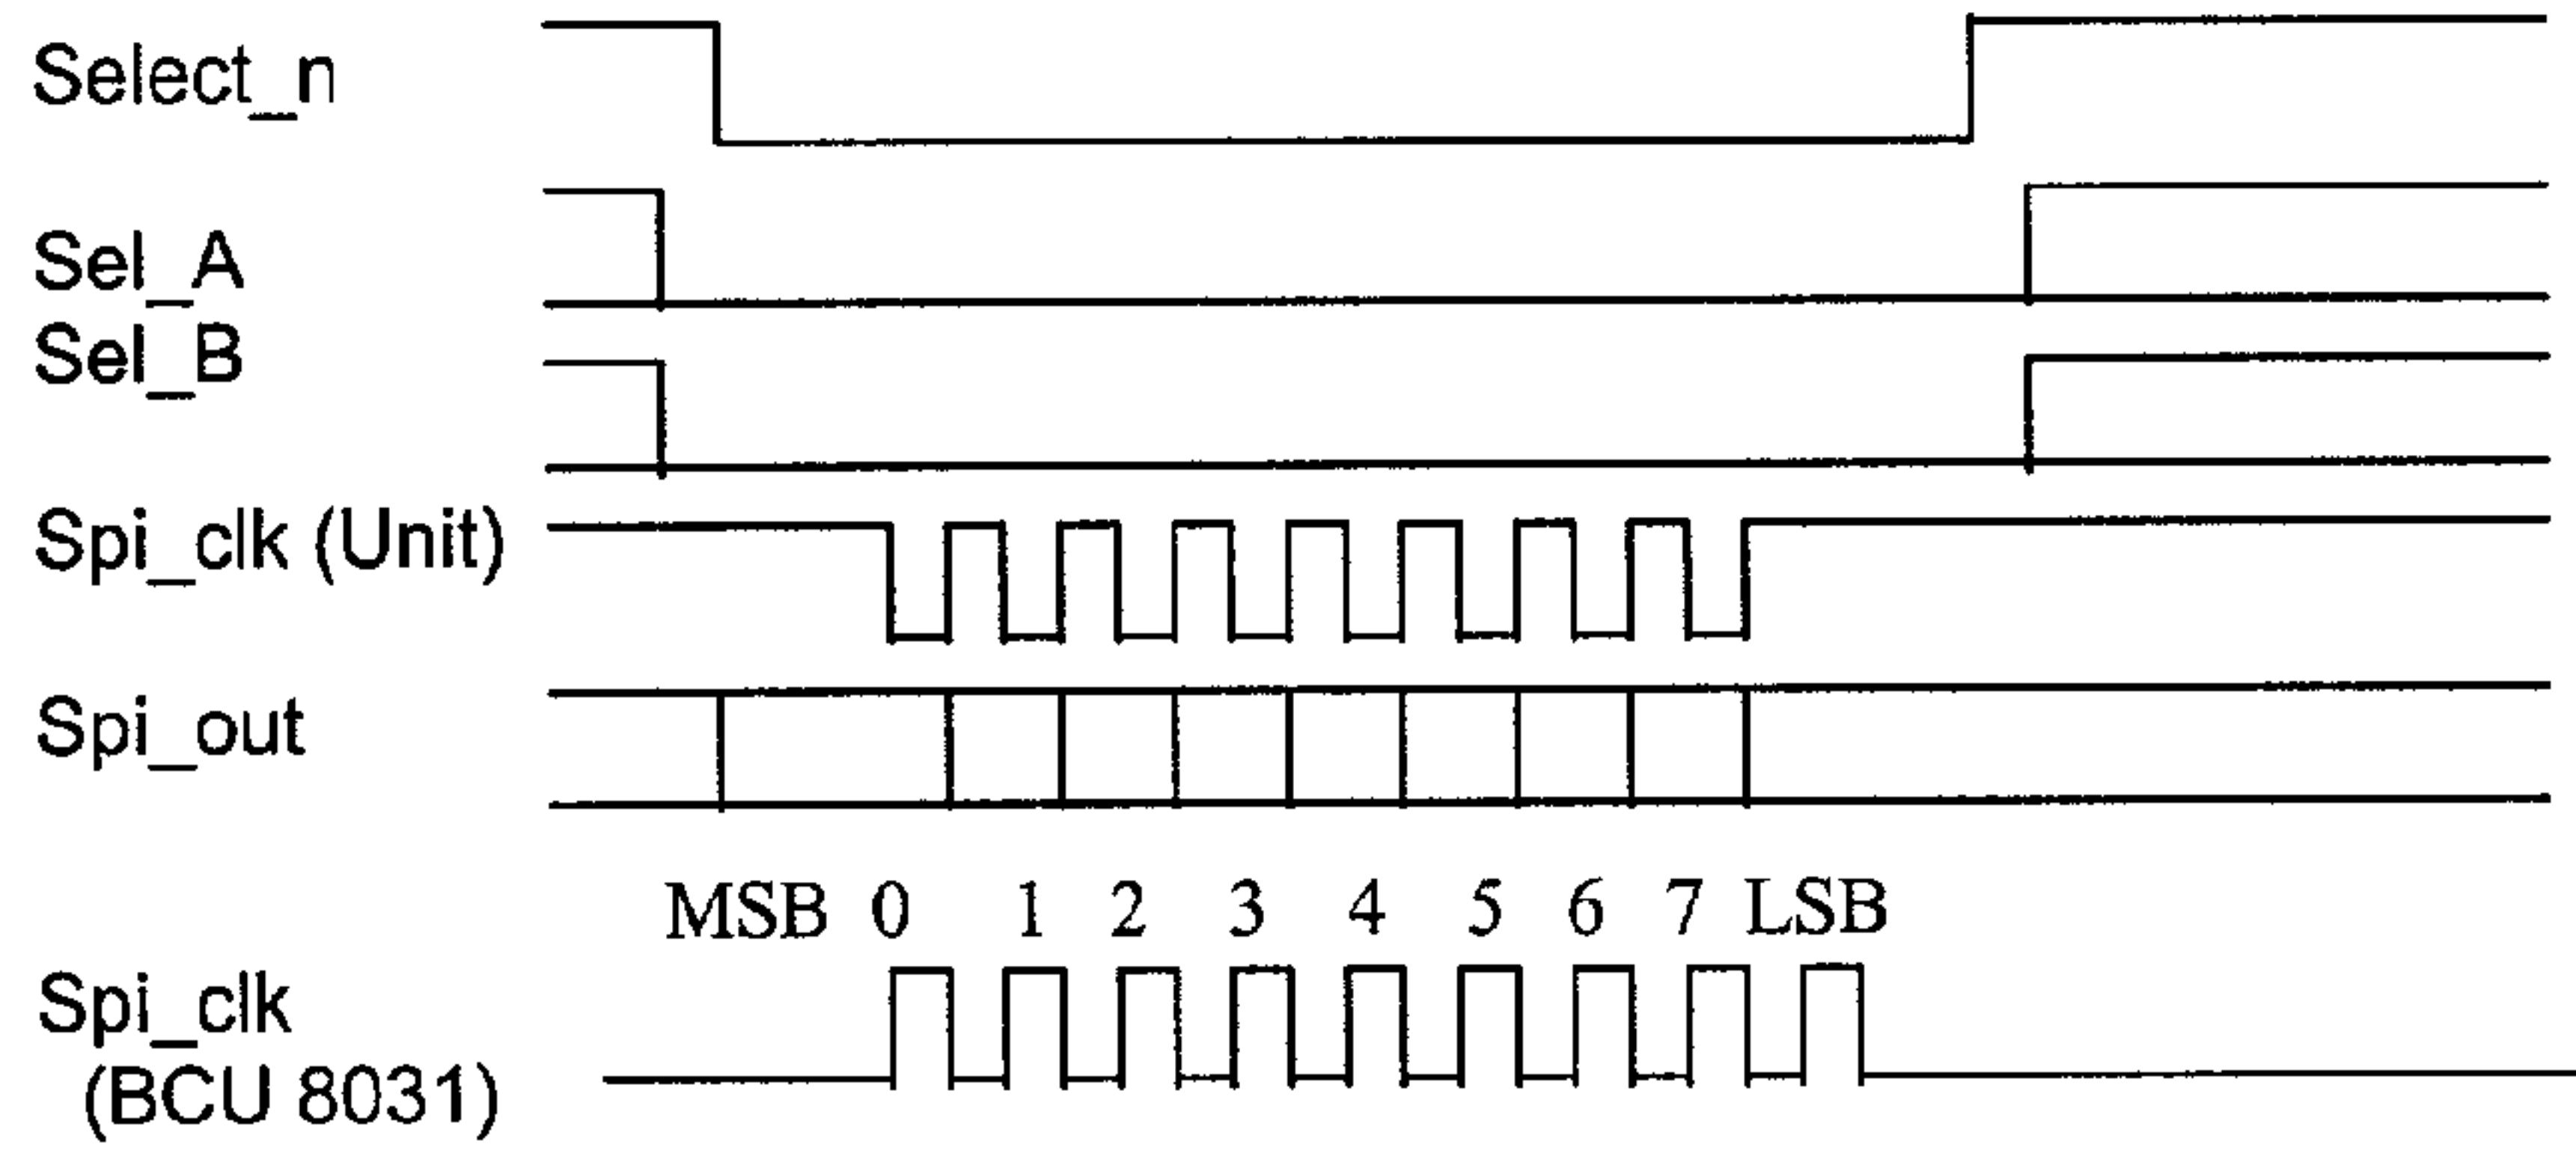 Select_n
Sel_A
Sel_B
Spi_clk (Unit)
Spi_out
MSB 0 1 2 3 4 5 6 7 LSB
Spi_clk
(BCU 8031)